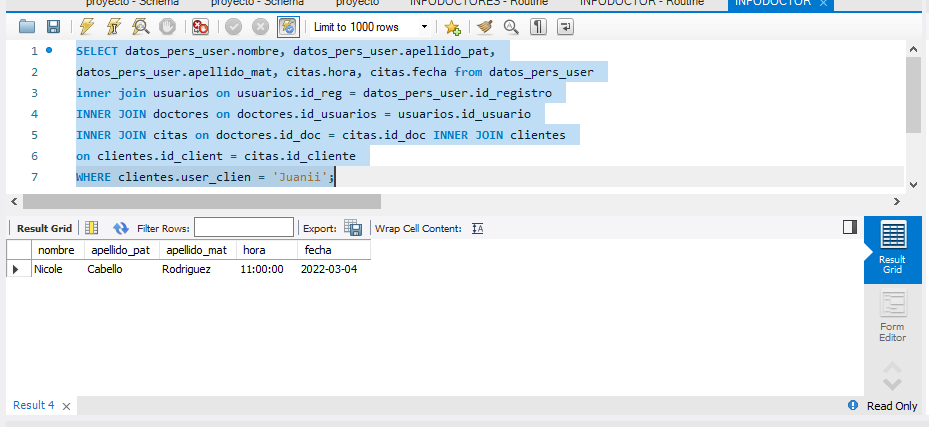 proyecto - Schema proyecto - Schema proyecto INFODOCTORES - Routine INFODOCTOR - Routine INFODOCTOR x
Limit to 1000 rows
1 SELECT datos_pers_user.nombre, datos_pers_user.apellido_pat,
2 datos_pers_user.apellido_mat, citas.hora, citas.fecha from datos_pers_user
3 inner join usuarios on usuarios.id_reg = datos_pers_user.id_registro
4 INNER JOIN doctores on doctores.id_usuarios = usuarios.id_usuario
5 INNER JOIN citas on doctores.id_doc = citas.id_doc INNER JOIN clientes
6 on clientes.id_client = citas.id_cliente
7 WHERE clientes.user_clien = 'Juanii';
Result Grid Filter Rows: Export: Wrap Cell Content: IA
nombre apellido_pat apellido_mat hora fecha
Nicole Cabello Rodriguez 11:00:00 2022-03-04
Result
Grid
Form
Editor
Result 4 x
Read Only